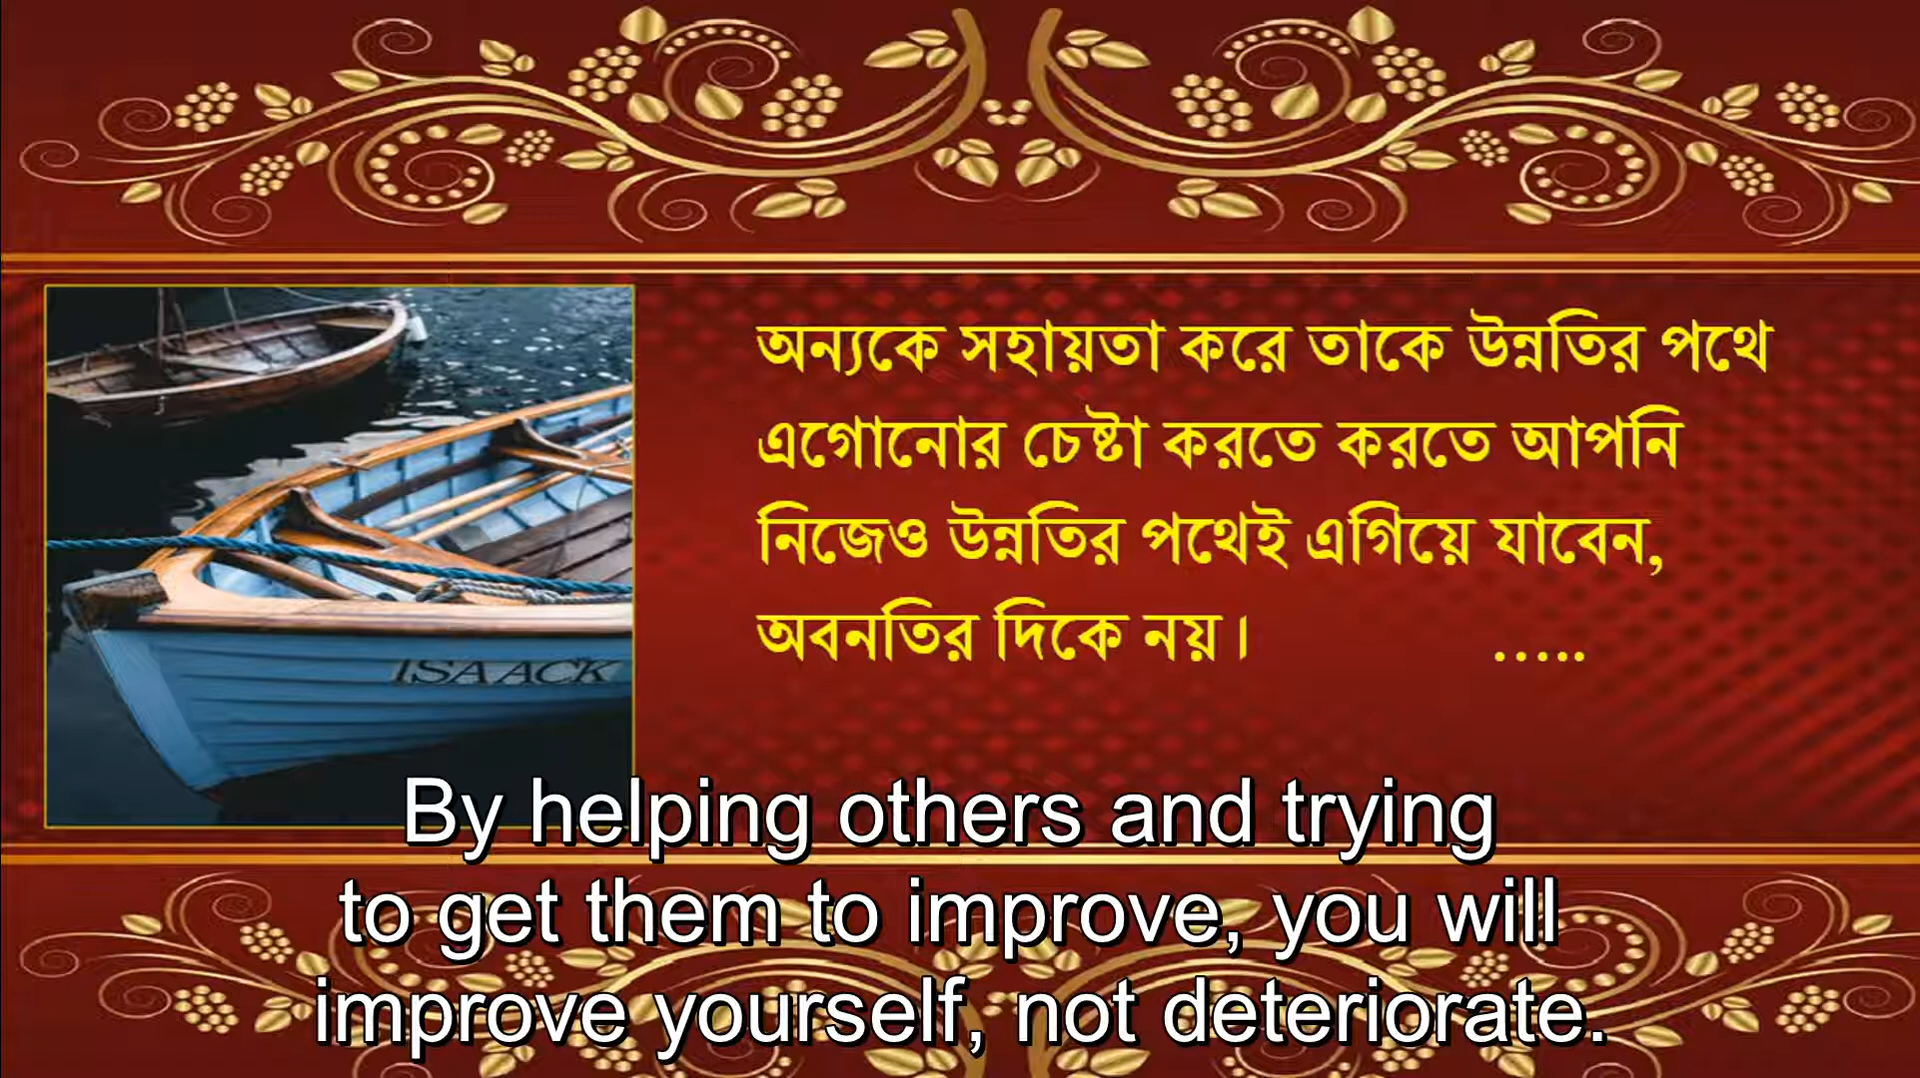 অন্যকে সহায়তা করে তাকে উন্নতির পথে
এগোনোর চেষ্টা করতে করতে আপনি
নিজেও উন্নতির পথেই এগিয়ে যাবেন,
অবনতির দিকে নয়। .....
ISAACK
By helping others and trying
to get them to improve, you will
improve yourself, not deteriorate.